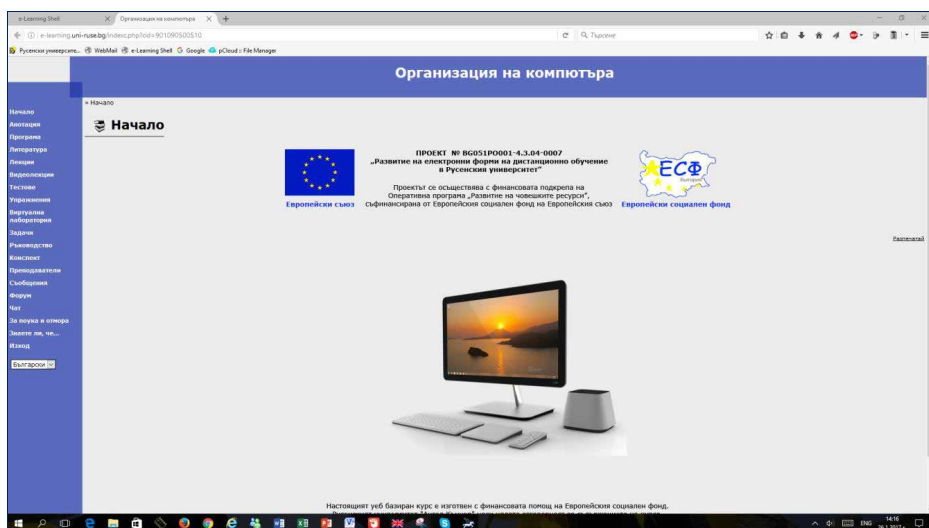 e-Learning Shell
Организация на компютъра
e-learning.uni-ruse.bg/index.php?cid=901090500510
Търсене
Русенски университе...
WebMail
e-Learning Shell
Google
pCloud :: File Manager
Организация на компютъра
» Начало
Начало
Начало
Анотация
Програма
Литература
Лекции
Видеолекции
Тестове
Упражнения
Виртуална
лаборатория
Задачи
Ръководство
Конспект
Преподаватели
Съобщения
Форум
Чат
За поука и отмора
Знаете ли, че...
Изход
Български
ПРОЕКТ № BG051PO001-4.3.04-0007
„Развитие на електронни форми на дистанционно обучение
в Русенския университет”
Проектът се осъществява с финансовата подкрепа на
Оперативна програма „Развитие на човешките ресурси”,
съфинансирана от Европейския социален фонд на Европейския съюз
Европейски съюз
ЕСФ
България
Европейски социален фонд
Разпечатай
Настоящият уеб базиран курс е изготвен с финансовата помощ на Европейския социален фонд.
ENG
14:16